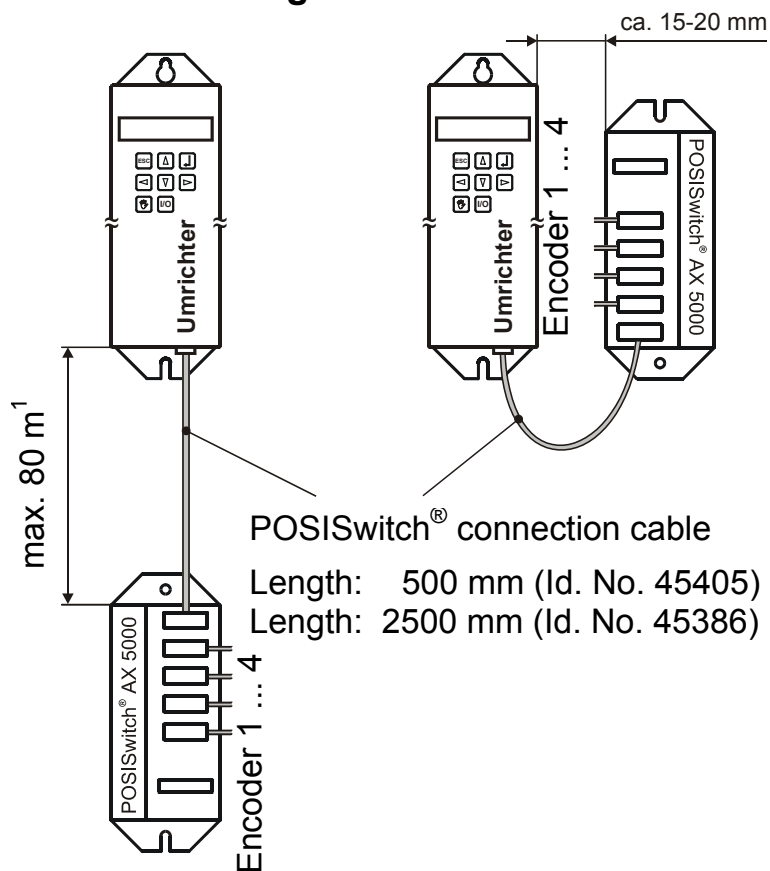 ca. 15-20 mm
ESC
I/O
Umrichter
max. 80 m¹
POSISwitch® AX 5000
Encoder 1 ... 4
ESC
I/O
Umrichter
Encoder 1 ... 4
POSISwitch® AX 5000
POSISwitch® connection cable
Length: 500 mm (Id. No. 45405)
Length: 2500 mm (Id. No. 45386)